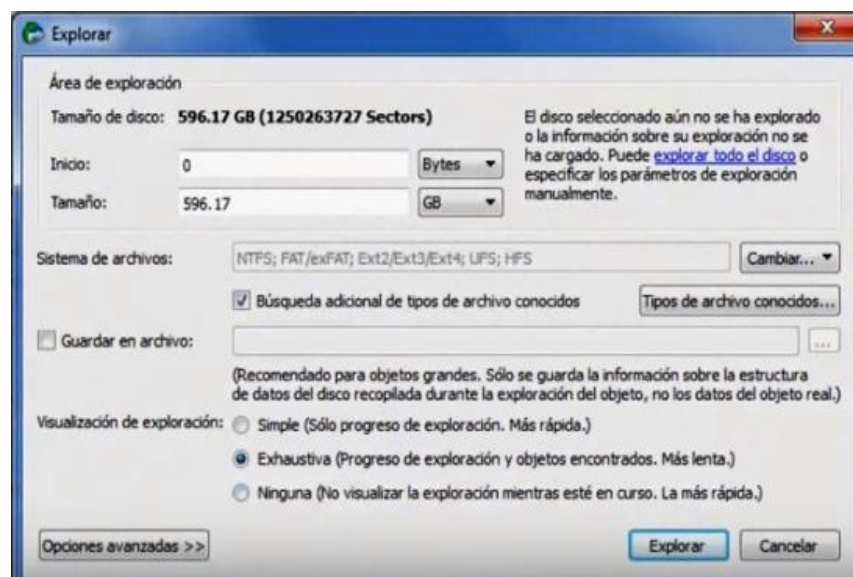 Explorar
Área de exploración
Tamaño de disco: 596.17 GB (1250263727 Sectors)
El disco seleccionado aún no se ha explorado
o la información sobre su exploración no se
ha cargado. Puede explorar todo el disco o
especificar los parámetros de exploración
manualmente.
Inicio: 0 Bytes
Tamaño: 596.17 GB
Sistema de archivos: NTFS; FAT/exFAT; Ext2/Ext3/Ext4; UFS; HFS Cambiar...
Búsqueda adicional de tipos de archivo conocidos Tipos de archivo conocidos...
Guardar en archivo: ...
(Recomendado para objetos grandes. Sólo se guarda la información sobre la estructura
de datos del disco recopilada durante la exploración del objeto, no los datos del objeto real.)
Visualización de exploración: Simple (Sólo progreso de exploración. Más rápida.)
Exhaustiva (Progreso de exploración y objetos encontrados. Más lenta.)
Ninguna (No visualizar la exploración mientras esté en curso. La más rápida.)
Opciones avanzadas >> Explorar Cancelar